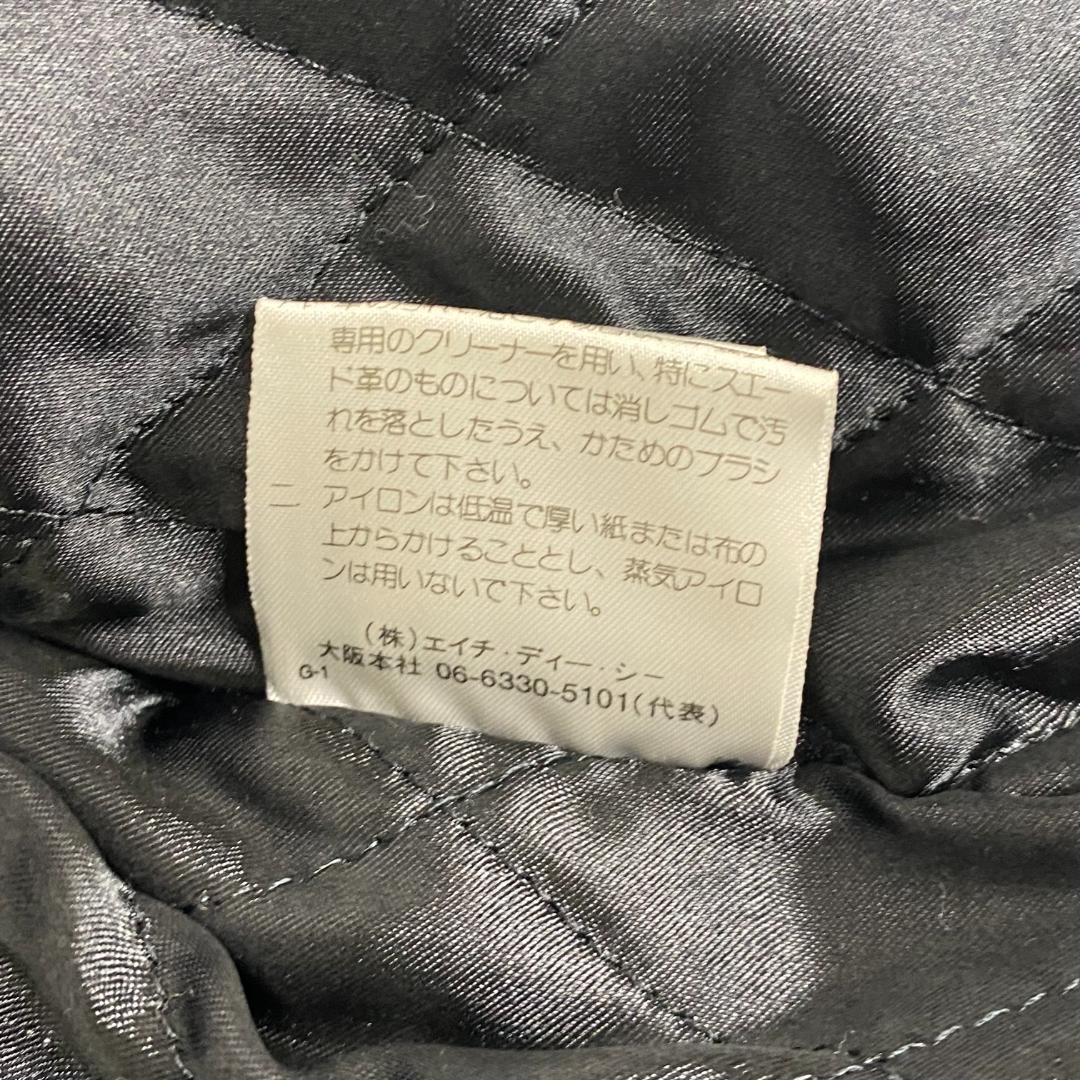 専用のクリーナーを用い、特にスエー
ド革のものについては消しゴムで汚
れを落としたうえ、かためのブラシ
をかけて下さい。
二 アイロンは低温で厚い紙または布の
上からかけることとし、蒸気アイロ
ンは用いないで下さい。
(株)エイチ・ディー・シー
大阪本社 06-6330-5101(代表)
G-1